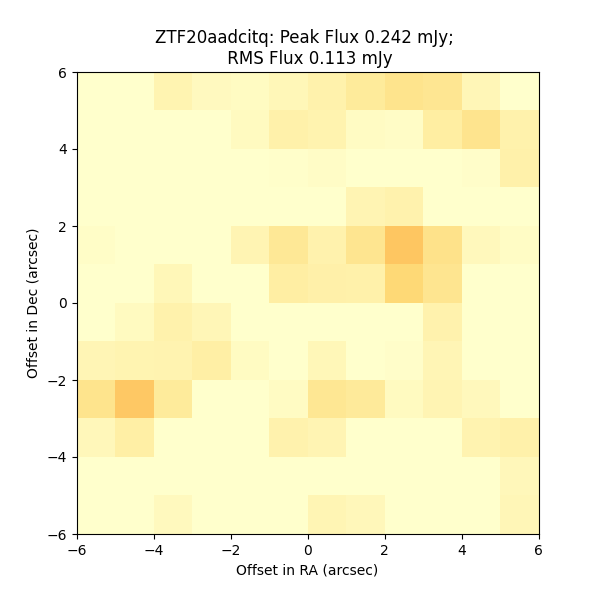 ZTF20aadcitq: Peak Flux 0.242 mJy;
RMS Flux 0.113 mJy
6
4
2
0
−2
−4
−6
Offset in Dec (arcsec)
−6 −4 −2 0 2 4 6
Offset in RA (arcsec)